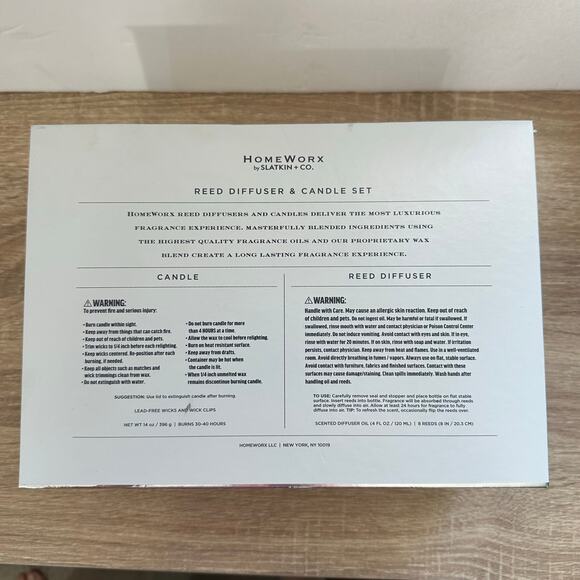 HOMEWORX
by SLATKIN + CO.
REED DIFFUSER & CANDLE SET
HOMEWORX REED DIFFUSERS AND CANDLES DELIVER THE MOST LUXURIOUS
FRAGRANCE EXPERIENCE. MASTERFULLY BLENDED INGREDIENTS USING
THE HIGHEST QUALITY FRAGRANCE OILS AND OUR PROPRIETARY WAX
BLEND CREATE A LONG LASTING FRAGRANCE EXPERIENCE.
CANDLE
⚠WARNING:
To prevent fire and serious injury:
• Burn candle within sight.
• Keep away from things that can catch fire.
• Keep out of reach of children and pets.
• Trim wicks to 1/4 inch before each relighting.
• Keep wicks centered. Re-position after each
burning, if needed.
• Keep all objects such as matches and
wick trimmings clean from wax.
• Do not extinguish with water.
• Do not burn candle for more
than 4 HOURS at a time.
• Allow the wax to cool before relighting.
• Burn on heat resistant surface.
• Keep away from drafts.
• Container may be hot when
the candle is lit.
• When 1/4 inch unmelted wax
remains discontinue burning candle.
SUGGESTION: Use lid to extinguish candle after burning.
LEAD-FREE WICKS AND WICK CLIPS
NET WT 14 oz / 396 g | BURNS 30-40 HOURS
REED DIFFUSER
⚠WARNING:
Handle with Care. May cause an allergic skin reaction. Keep out of reach
of children and pets. Do not ingest oil. May be harmful or fatal if swallowed. If
swallowed, rinse mouth with water and contact physician or Poison Control Center
immediately. Do not induce vomiting. Avoid contact with eyes and skin. If in eye,
rinse with water for 20 minutes. If on skin, rinse with soap and water. If irritation
persists, contact physician. Keep away from heat and flames. Use in a well-ventilated
room. Avoid directly breathing in fumes / vapors. Always use on flat, stable surface.
Avoid contact with furniture, fabrics and finished surfaces. Contact with these
surfaces may cause damage/staining. Clean spills immediately. Wash hands after
handling oil and reeds.
TO USE: Carefully remove seal and stopper and place bottle on flat stable
surface. Insert reeds into bottle. Fragrance will be absorbed through reeds
and slowly diffuse into air. Allow at least 24 hours for fragrance to fully
diffuse into air. TIP: To refresh the scent, occasionally flip the reeds over.
SCENTED DIFFUSER OIL (4 FL OZ / 120 ML) | 8 REEDS (8 IN / 20.3 CM)
HOMEWORX LLC | NEW YORK, NY 10019